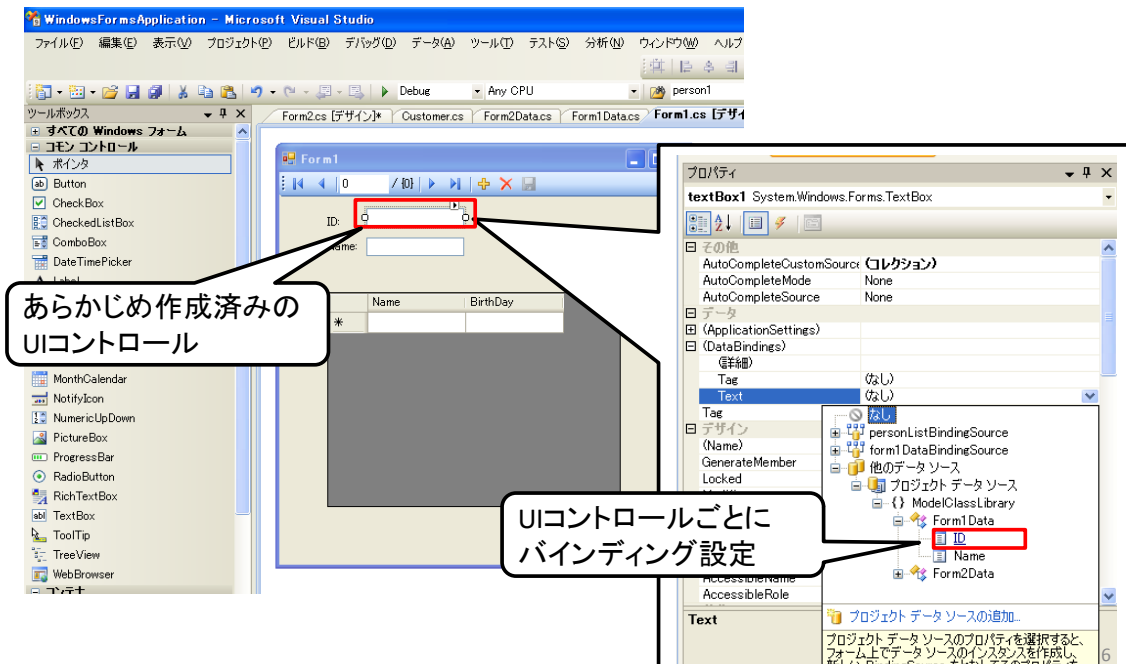 WindowsFormsApplication - Microsoft Visual Studio
ファイル(F) 編集(E) 表示(V) プロジェクト(P) ビルド(B) デバッグ(D) データ(A) ツール(T) テスト(S) 分析(N) ウィンドウ(W) ヘルプ
Debug Any CPU person1
ツールボックス
Form2.cs [デザイン]* Customer.cs Form2Data.cs Form1Data.cs Form1.cs [デザイ
すべての Windows フォーム
コモン コントロール
ポインタ
Button
CheckBox
CheckedListBox
ComboBox
DateTimePicker
Form1
0 / {0}
ID:
Name:
Name BirthDay
あらかじめ作成済みの
UIコントロール
MonthCalendar
NotifyIcon
NumericUpDown
PictureBox
ProgressBar
RadioButton
RichTextBox
TextBox
ToolTip
TreeView
WebBrowser
コンテナ
プロパティ
textBox1 System.Windows.Forms.TextBox
その他
AutoCompleteCustomSource (コレクション)
AutoCompleteMode None
AutoCompleteSource None
データ
(ApplicationSettings)
(DataBindings)
(詳細)
Tag (なし)
Text (なし)
Tag
デザイン
(Name)
GenerateMember
Locked
AccessibleName
AccessibleRole
なし
personListBindingSource
form1DataBindingSource
他のデータ ソース
プロジェクト データ ソース
{} ModelClassLibrary
Form1Data
ID
Name
Form2Data
UIコントロールごとに
バインディング設定
プロジェクト データ ソースの追加...
Text
プロジェクト データ ソースのプロパティを選択すると、
フォーム上でデータ ソースのインスタンスを作成し、
6